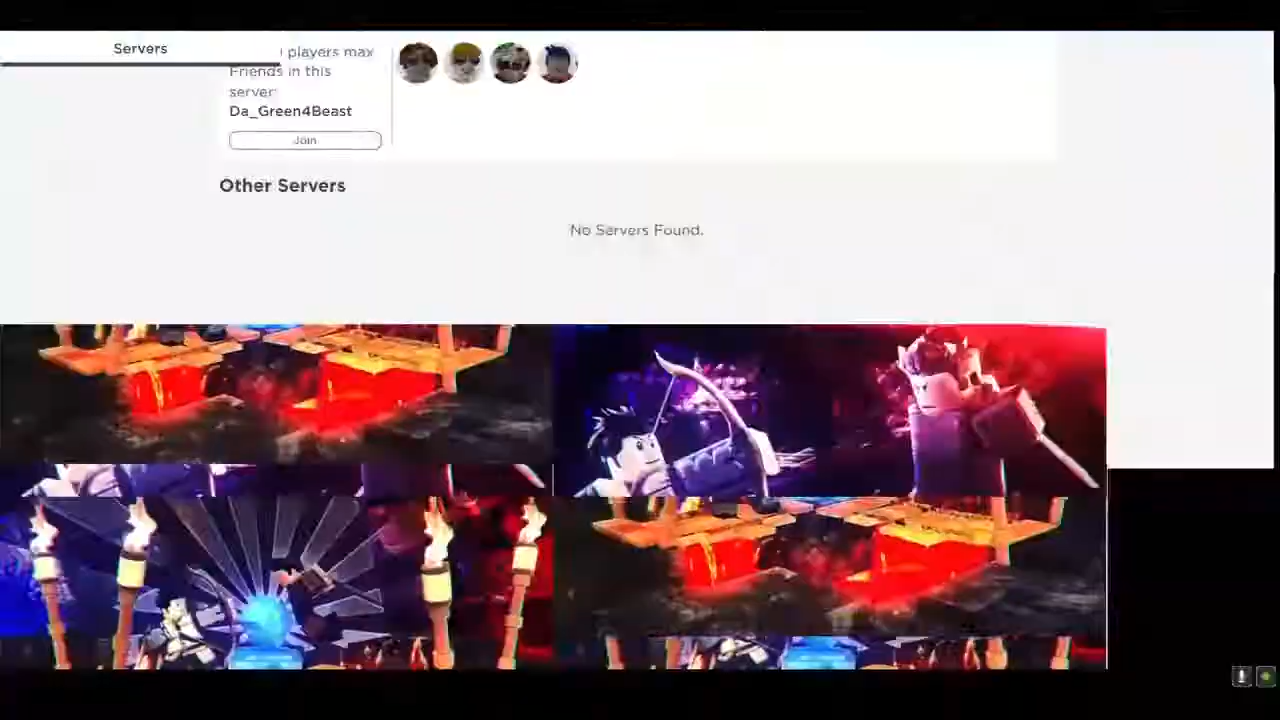 Servers
players max
Friends in this
server:
Da_Green4Beast
Join
Other Servers
No Servers Found.